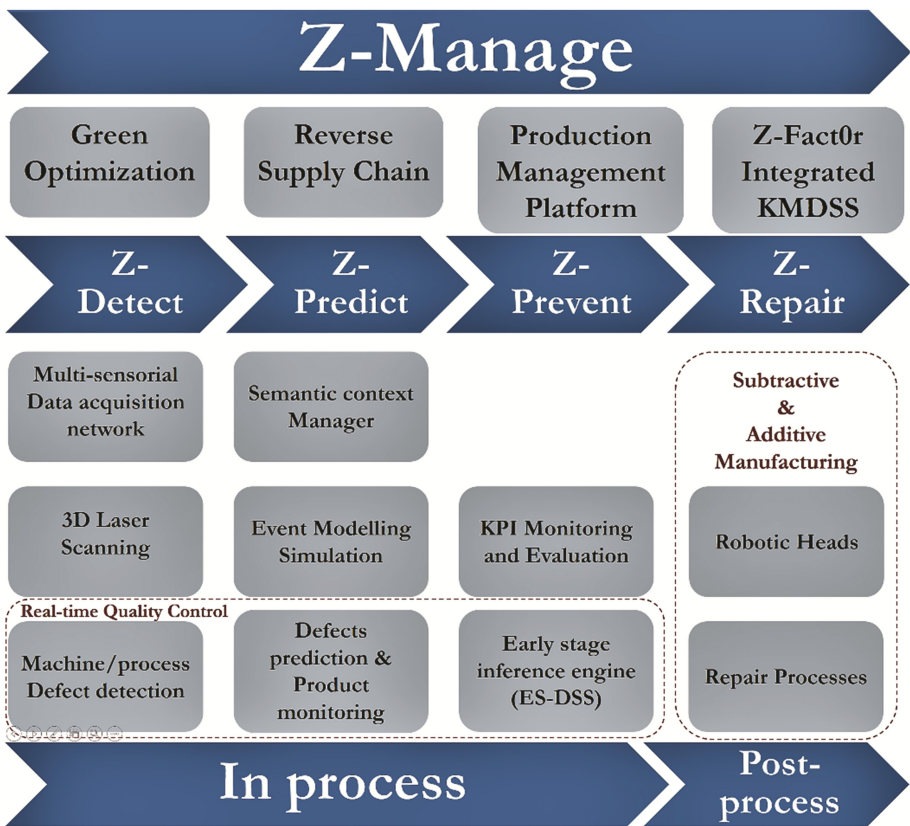 Z-Manage
Green
Optimization
Reverse
Supply Chain
Production
Management
Platform
Z-Fact0r
Integrated
KMDSS
Z-
Detect
Z-
Predict
Z-
Prevent
Z-
Repair
Multi-sensorial
Data acquisition
network
Semantic context
Manager
Subtractive
&
Additive
Manufacturing
3D Laser
Scanning
Event Modelling
Simulation
KPI Monitoring
and Evaluation
Robotic Heads
Real-time Quality Control
Machine/process
Defect detection
Defects
prediction &
Product
monitoring
Early stage
inference engine
(ES-DSS)
Repair Processes
In process
Post-
process